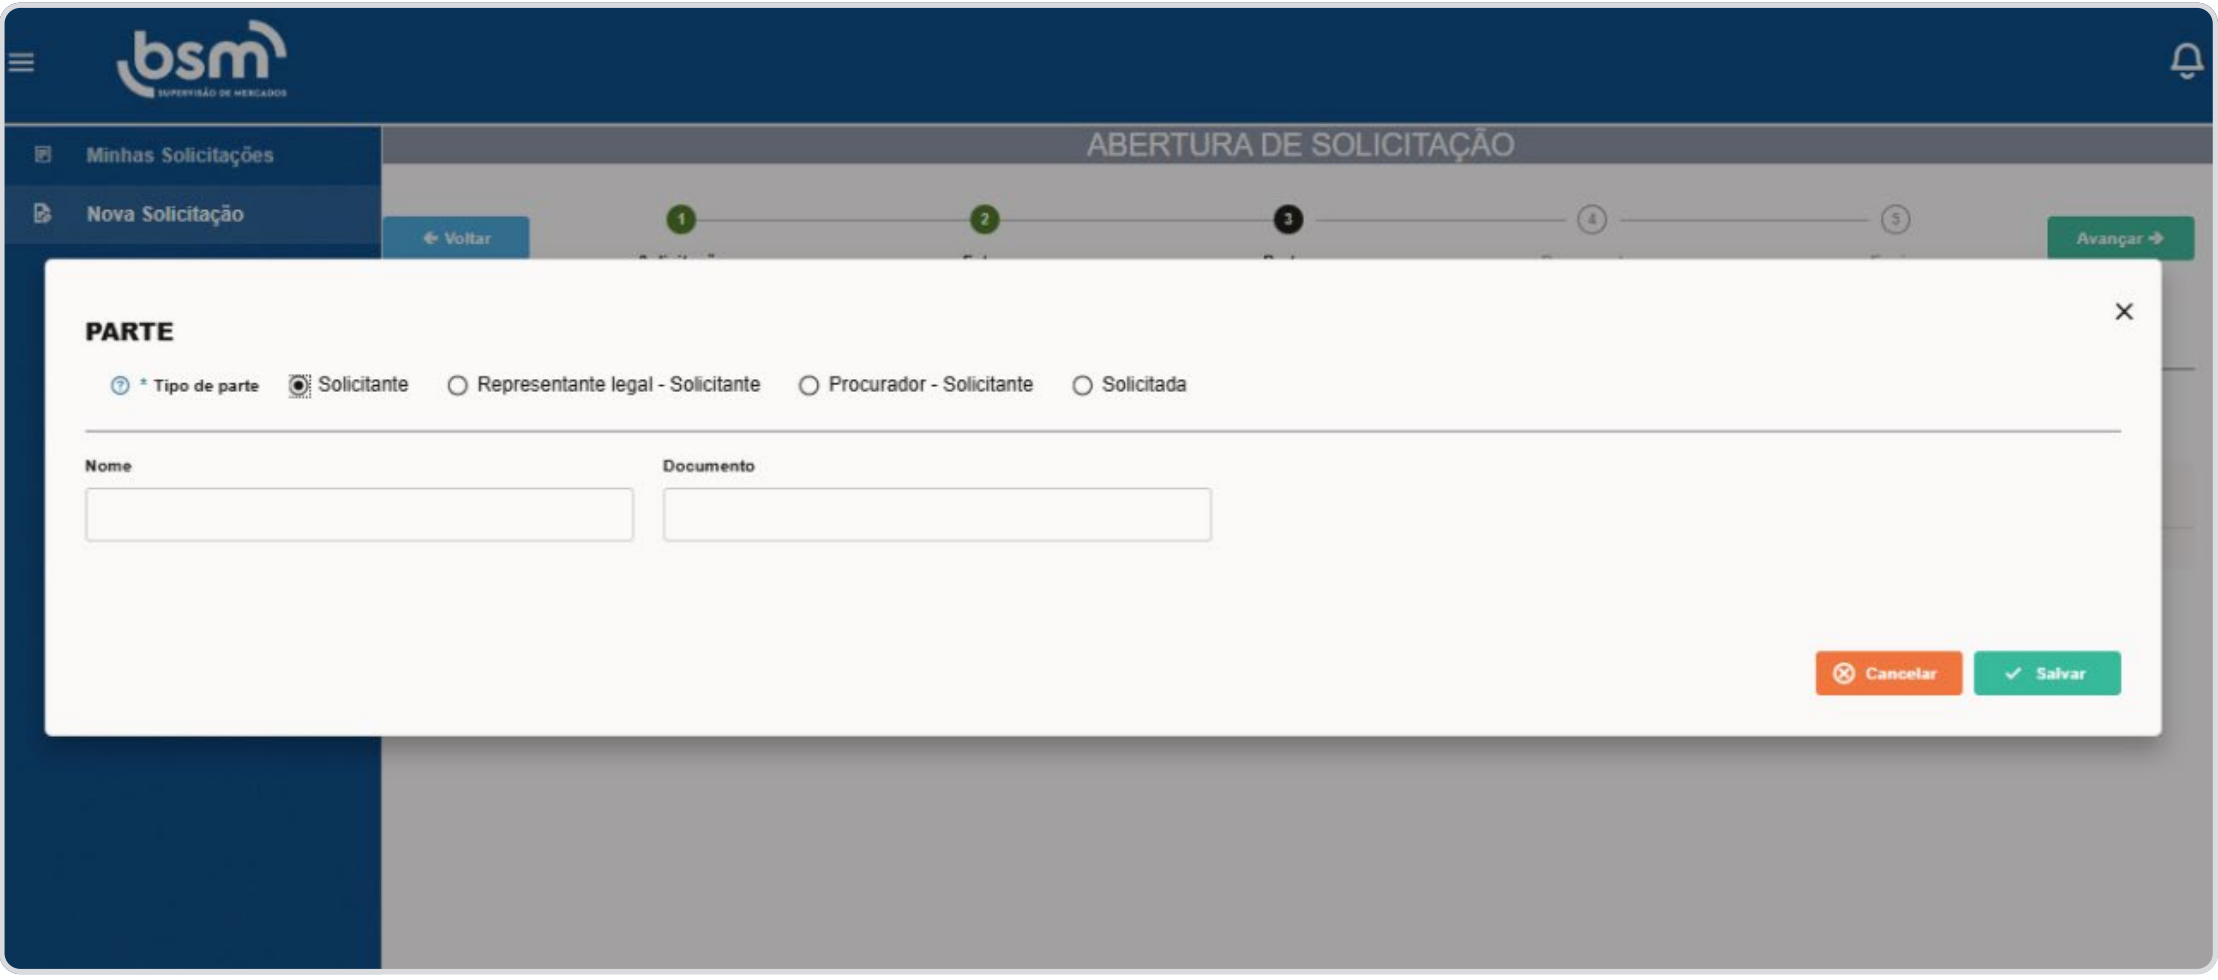 bsm
SUPERVISÃO DE MERCADOS
Minhas Solicitações
Nova Solicitação
ABERTURA DE SOLICITAÇÃO
← Voltar
1
2
3
4
5
Avançar →
PARTE
* Tipo de parte
Solicitante
Representante legal - Solicitante
Procurador - Solicitante
Solicitada
Nome
Documento
Cancelar
Salvar